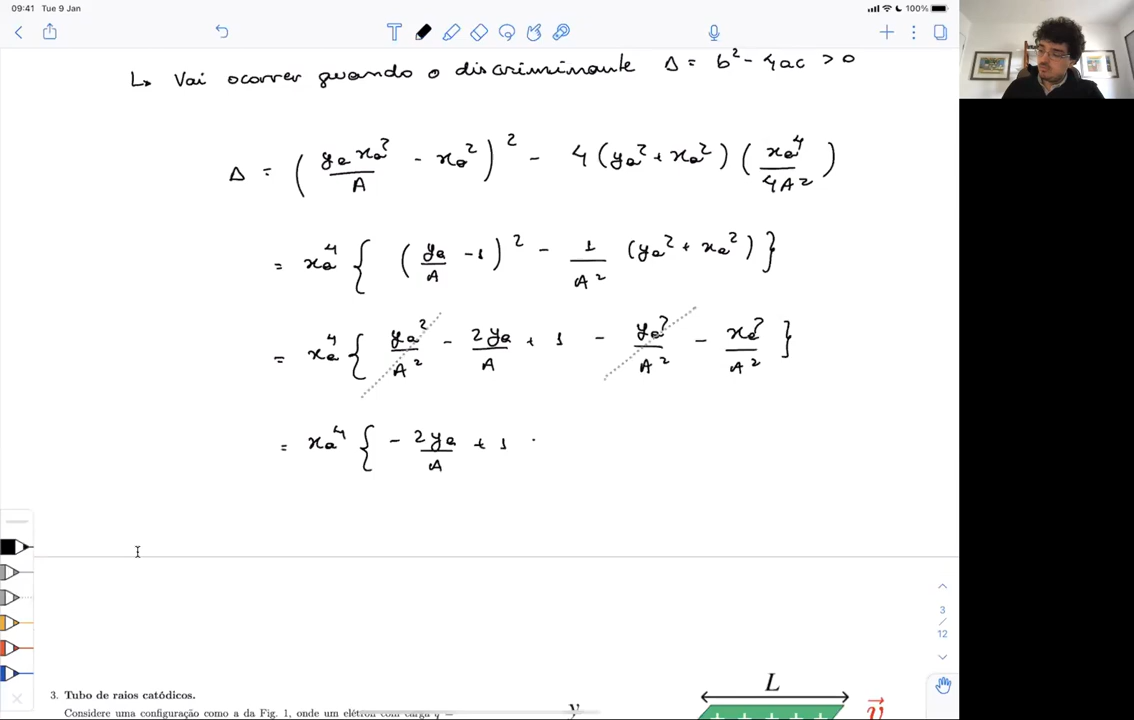 09:41 Tue 9 Jan 100%
L> Vai ocorrer quando o discriminante Δ = b² - 4ac > 0
Δ = ( ya xa² / A - xa² )² - 4 (ya² + xa²) ( xa⁴ / 4A² )
= xa⁴ { ( ya / A - 1 )² - 1 / A² (ya² + xa²) }
= xa⁴ { ya² / A² - 2ya / A + 1 - ya² / A² - xa² / A² }
= xa⁴ { - 2ya / A + 1
3
/
12
L
3. Tubo de raios catódicos.
Considere uma configuração como a da Fig. 1, onde um elétron com carga q =
y
v